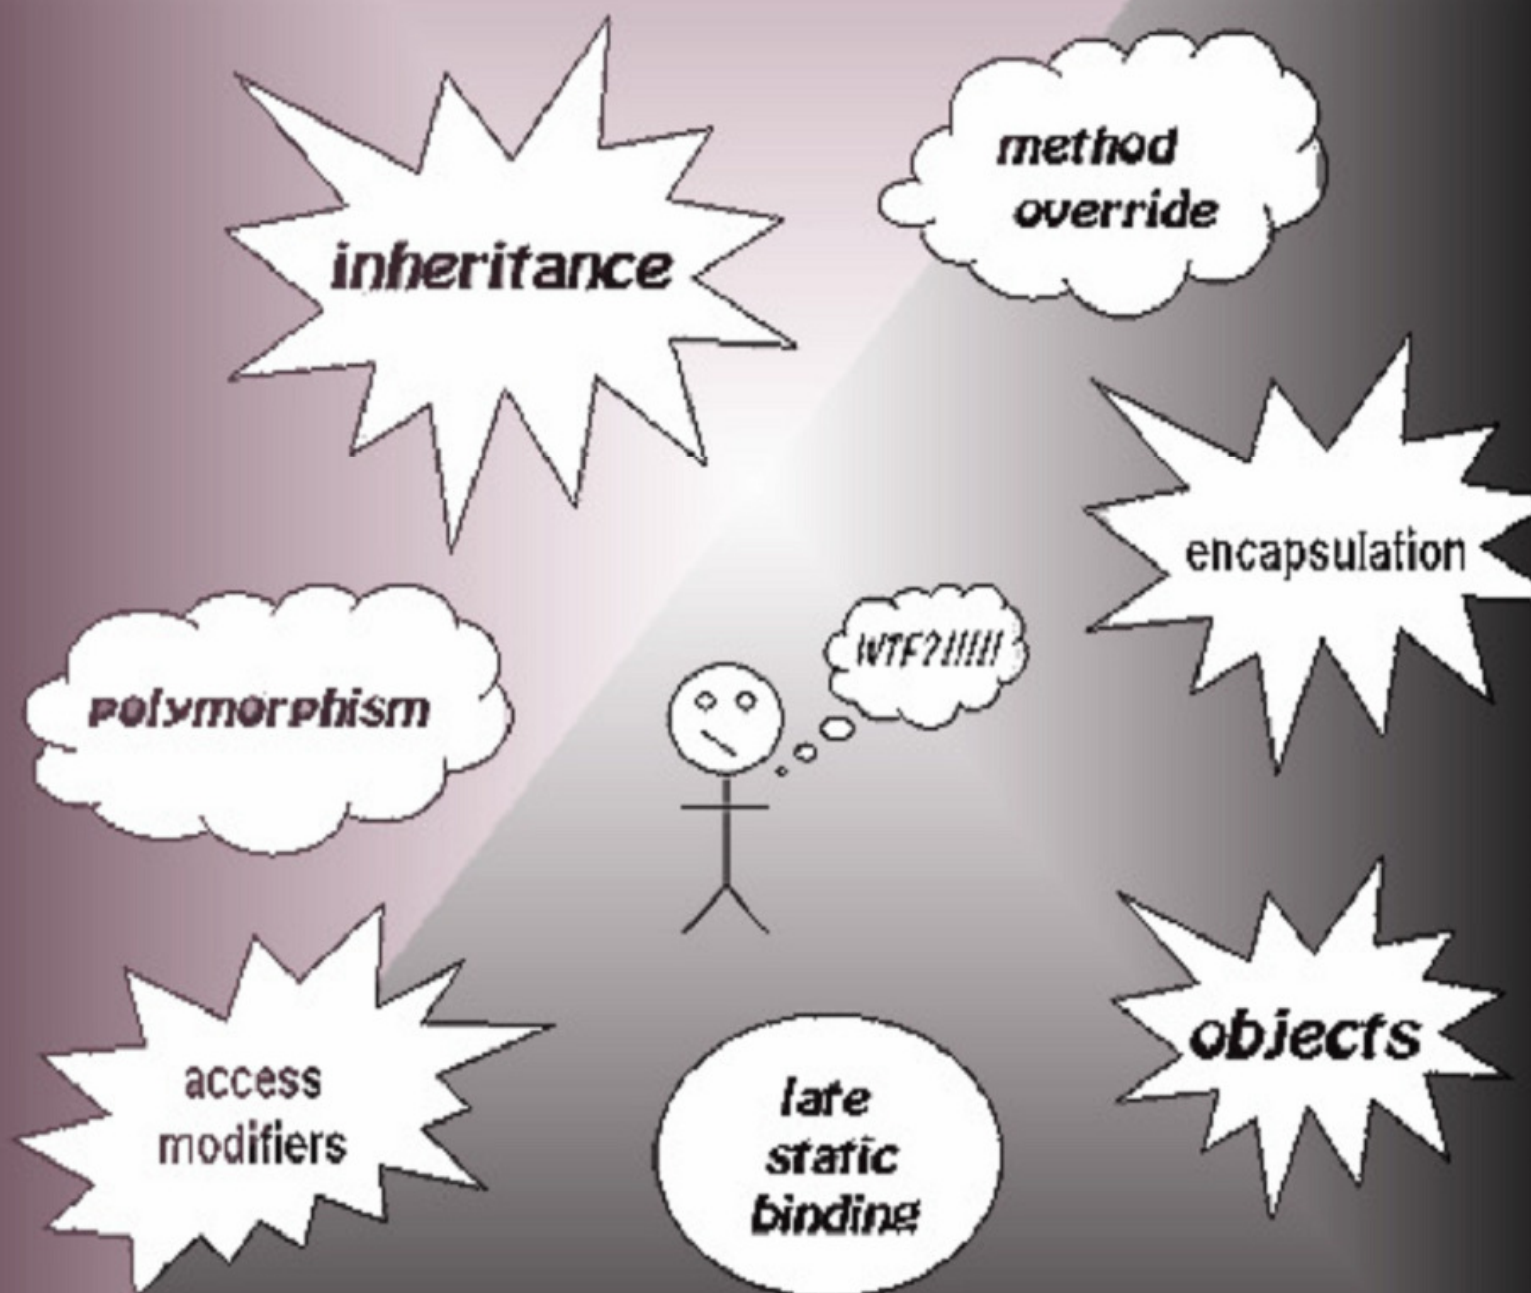 inheritance
method
override
encapsulation
polymorphism
WTF?!!!!!
access
modifiers
late
static
binding
objects